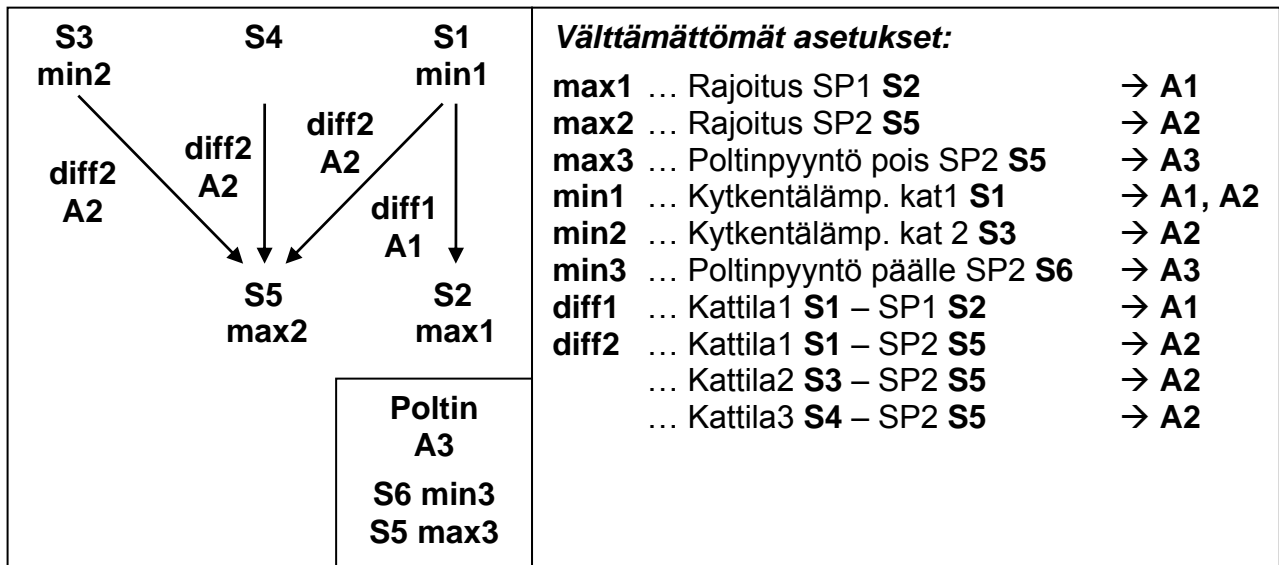 S3 S4 S1
min2 min1
diff2
A2
diff2
A2
diff2
A2
diff1
A1
S5 S2
max2 max1
Poltin
A3
S6 min3
S5 max3
Välttämättömät asetukset:
max1 … Rajoitus SP1 S2 → A1
max2 … Rajoitus SP2 S5 → A2
max3 … Poltinpyyntö pois SP2 S5 → A3
min1 … Kytkentälämp. kat1 S1 → A1, A2
min2 … Kytkentälämp. kat 2 S3 → A2
min3 … Poltinpyyntö päälle SP2 S6 → A3
diff1 … Kattila1 S1 – SP1 S2 → A1
diff2 … Kattila1 S1 – SP2 S5 → A2
… Kattila2 S3 – SP2 S5 → A2
… Kattila3 S4 – SP2 S5 → A2